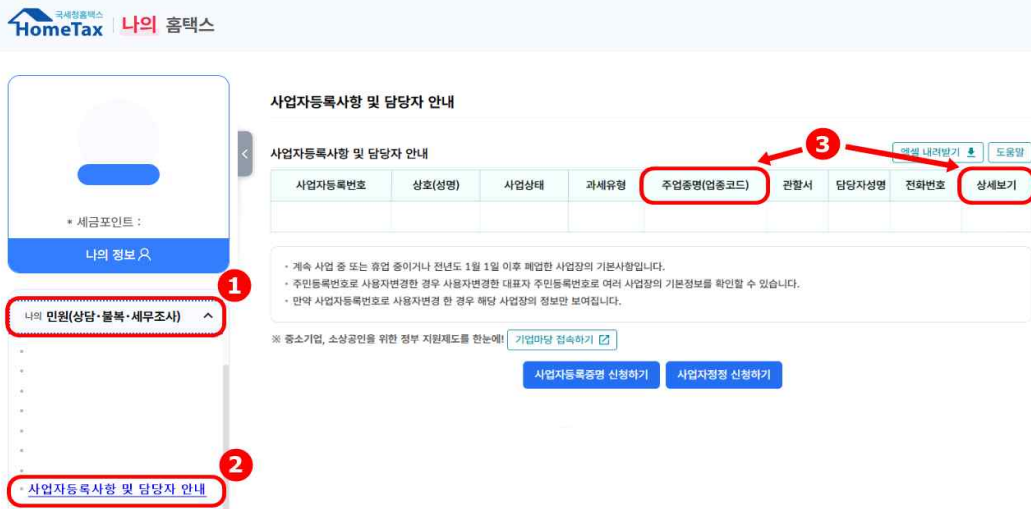 국세청홈택스
HomeTax 나의 홈택스
사업자등록사항 및 담당자 안내
사업자등록사항 및 담당자 안내
3
엑셀 내려받기 도움말
사업자등록번호 상호(성명) 사업상태 과세유형 주업종명(업종코드) 관할서 담당자성명 전화번호 상세보기
* 세금포인트 :
나의 정보
- 계속 사업 중 또는 휴업 중이거나 전년도 1월 1일 이후 폐업한 사업장의 기본사항입니다.
- 주민등록번호로 사용자변경한 경우 사용자변경한 대표자 주민등록번호로 여러 사업장의 기본정보를 확인할 수 있습니다.
- 만약 사업자등록번호로 사용자변경 한 경우 해당 사업장의 정보만 보여집니다.
※ 중소기업, 소상공인을 위한 정부 지원제도를 한눈에! 기업마당 접속하기
사업자등록증명 신청하기 사업자정정 신청하기
1
나의 민원(상담·불복·세무조사)
2
사업자등록사항 및 담당자 안내